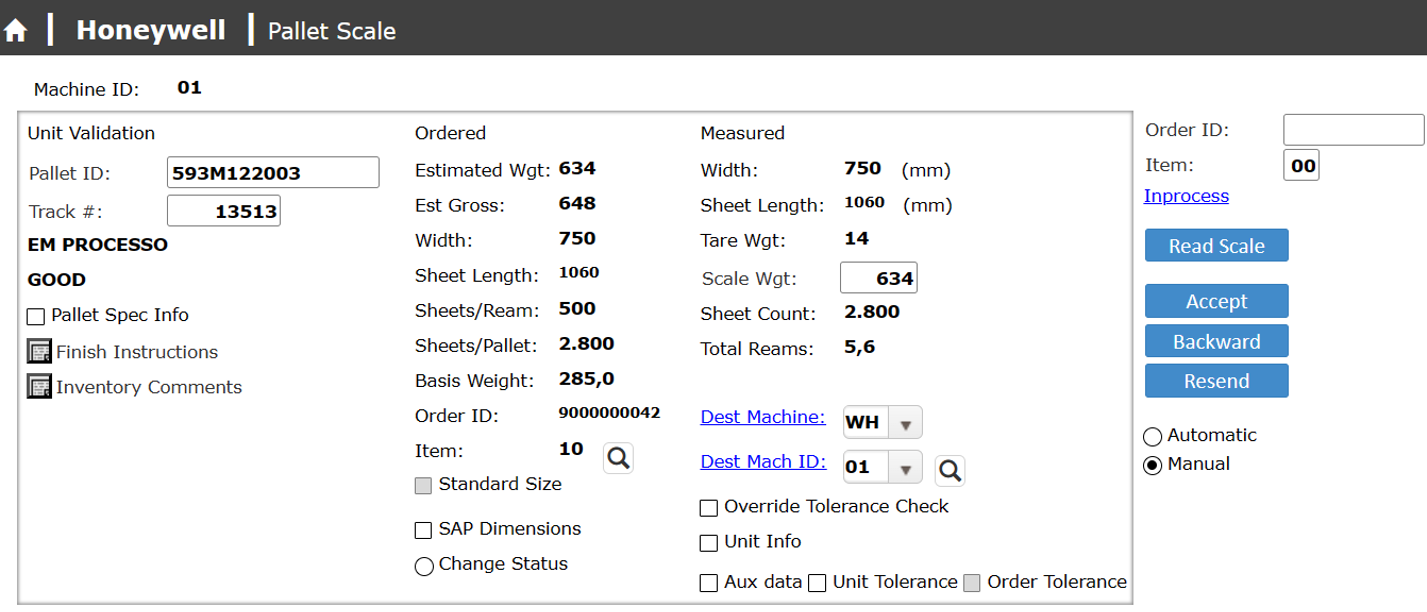 Honeywell Pallet Scale
Machine ID: 01
Unit Validation
Pallet ID: 593M122003
Track #: 13513
EM PROCESSO
GOOD
Pallet Spec Info
Finish Instructions
Inventory Comments
Ordered
Estimated Wgt: 634
Est Gross: 648
Width: 750
Sheet Length: 1060
Sheets/Ream: 500
Sheets/Pallet: 2.800
Basis Weight: 285,0
Order ID: 9000000042
Item: 10
Standard Size
SAP Dimensions
Change Status
Measured
Width: 750 (mm)
Sheet Length: 1060 (mm)
Tare Wgt: 14
Scale Wgt: 634
Sheet Count: 2.800
Total Reams: 5,6
Dest Machine: WH
Dest Mach ID: 01
Override Tolerance Check
Unit Info
Aux data Unit Tolerance Order Tolerance
Order ID:
Item: 00
Inprocess
Read Scale
Accept
Backward
Resend
Automatic
Manual